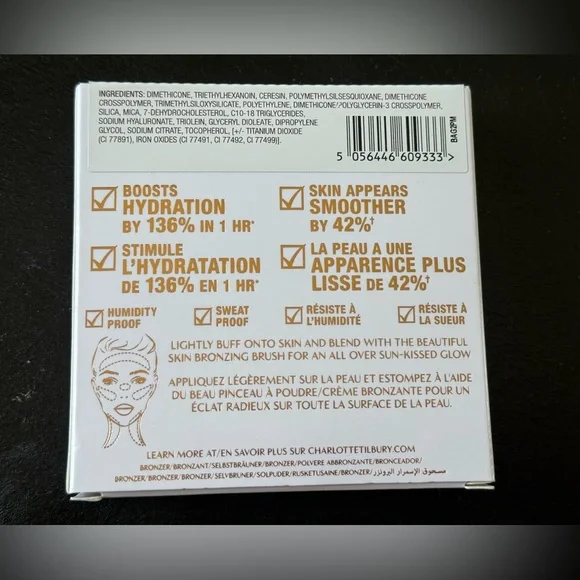 INGREDIENTS: DIMETHICONE, TRIETHYLHEXANOIN, CERESIN, POLYMETHYLSILSESQUIOXANE, DIMETHICONE
CROSSPOLYMER, TRIMETHYLSILOXYSILICATE, POLYETHYLENE, DIMETHICONE/POLYGLYCERIN-3 CROSSPOLYMER,
SILICA, MICA, 7-DEHYDROCHOLESTEROL, C10-18 TRIGLYCERIDES,
SODIUM HYALURONATE, TRIOLEIN, GLYCERYL DIOLEATE, DIPROPYLENE
GLYCOL, SODIUM CITRATE, TOCOPHEROL, [+/- TITANIUM DIOXIDE
(CI 77891), IRON OXIDES (CI 77491, CI 77492, CI 77499)].
5 056446 609333 >
BAG2PM
BOOSTS
HYDRATION
BY 136% IN 1 HR*
SKIN APPEARS
SMOOTHER
BY 42%†
STIMULE
L'HYDRATATION
DE 136% EN 1 HR*
LA PEAU A UNE
APPARENCE PLUS
LISSE DE 42%†
HUMIDITY
PROOF
SWEAT
PROOF
RÉSISTE À
L'HUMIDITÉ
RÉSISTE À
LA SUEUR
LIGHTLY BUFF ONTO SKIN AND BLEND WITH THE BEAUTIFUL
SKIN BRONZING BRUSH FOR AN ALL OVER SUN-KISSED GLOW
APPLIQUEZ LÉGÈREMENT SUR LA PEAU ET ESTOMPEZ À L'AIDE
DU BEAU PINCEAU À POUDRE/CRÈME BRONZANTE POUR UN
ÉCLAT RADIEUX SUR TOUTE LA SURFACE DE LA PEAU.
LEARN MORE AT/EN SAVOIR PLUS SUR CHARLOTTETILBURY.COM
BRONZER/BRONZANT/SELBSTBRÄUNER/BRONZER/POLVERE ABBRONZANTE/BRONCEADOR/
BRONZER/BRONZER/BRONZER/SELVBRUNER/SOLPUDER/RUSKETUSAINE/BRONZER/ مسحوق الإسمرار البرونزر/